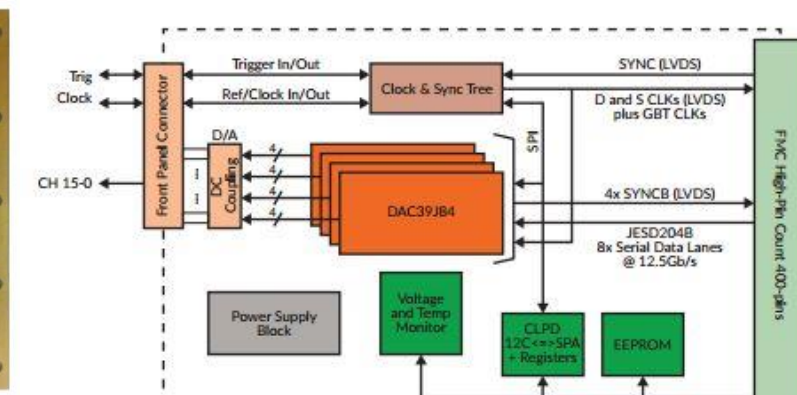 Trig
Clock
CH 15-0
Front Panel Connector
Trigger In/Out
Ref/Clock In/Out
D/A
DC
Coupling
4
4
4
4
Clock & Sync Tree
DAC39J84
SPI
SYNC (LVDS)
D and S CLKs (LVDS)
plus GBT CLKs
4x SYNCB (LVDS)
JESD204B
8x Serial Data Lanes
@ 12.5Gb/s
FMC High-Pin Count 400-pins
Power Supply
Block
Voltage
and Temp
Monitor
CLPD
12C<=>SPA
+ Registers
EEPROM